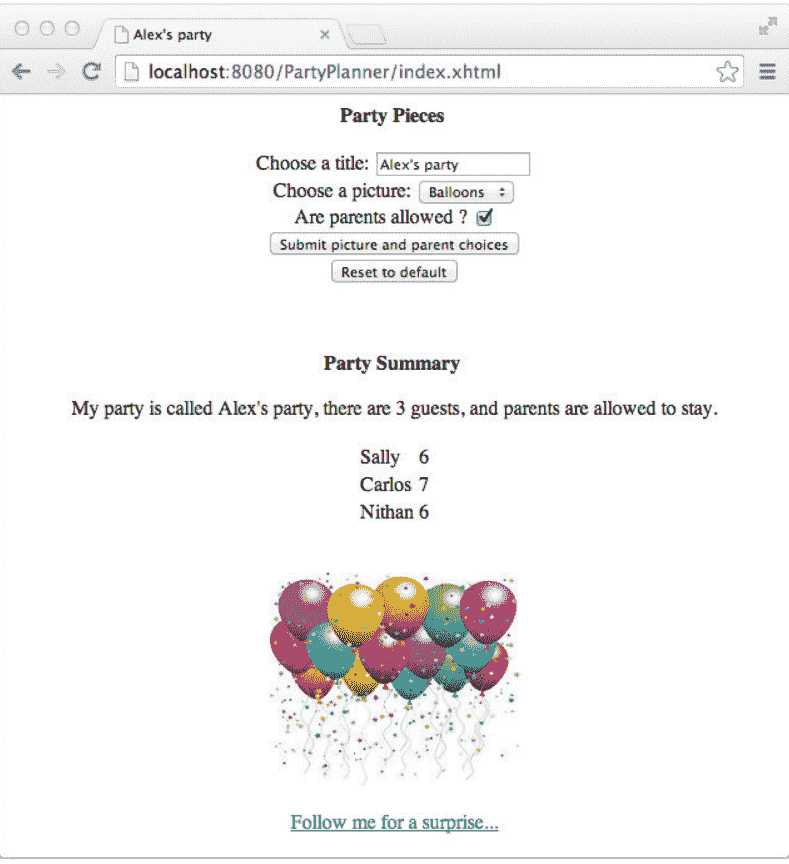 Alex's party
localhost:8080/PartyPlanner/index.xhtml
Party Pieces
Choose a title: Alex's party
Choose a picture: Balloons
Are parents allowed ?
Submit picture and parent choices
Reset to default
Party Summary
My party is called Alex's party, there are 3 guests, and parents are allowed to stay.
Sally 6
Carlos 7
Nithan 6
Follow me for a surprise...